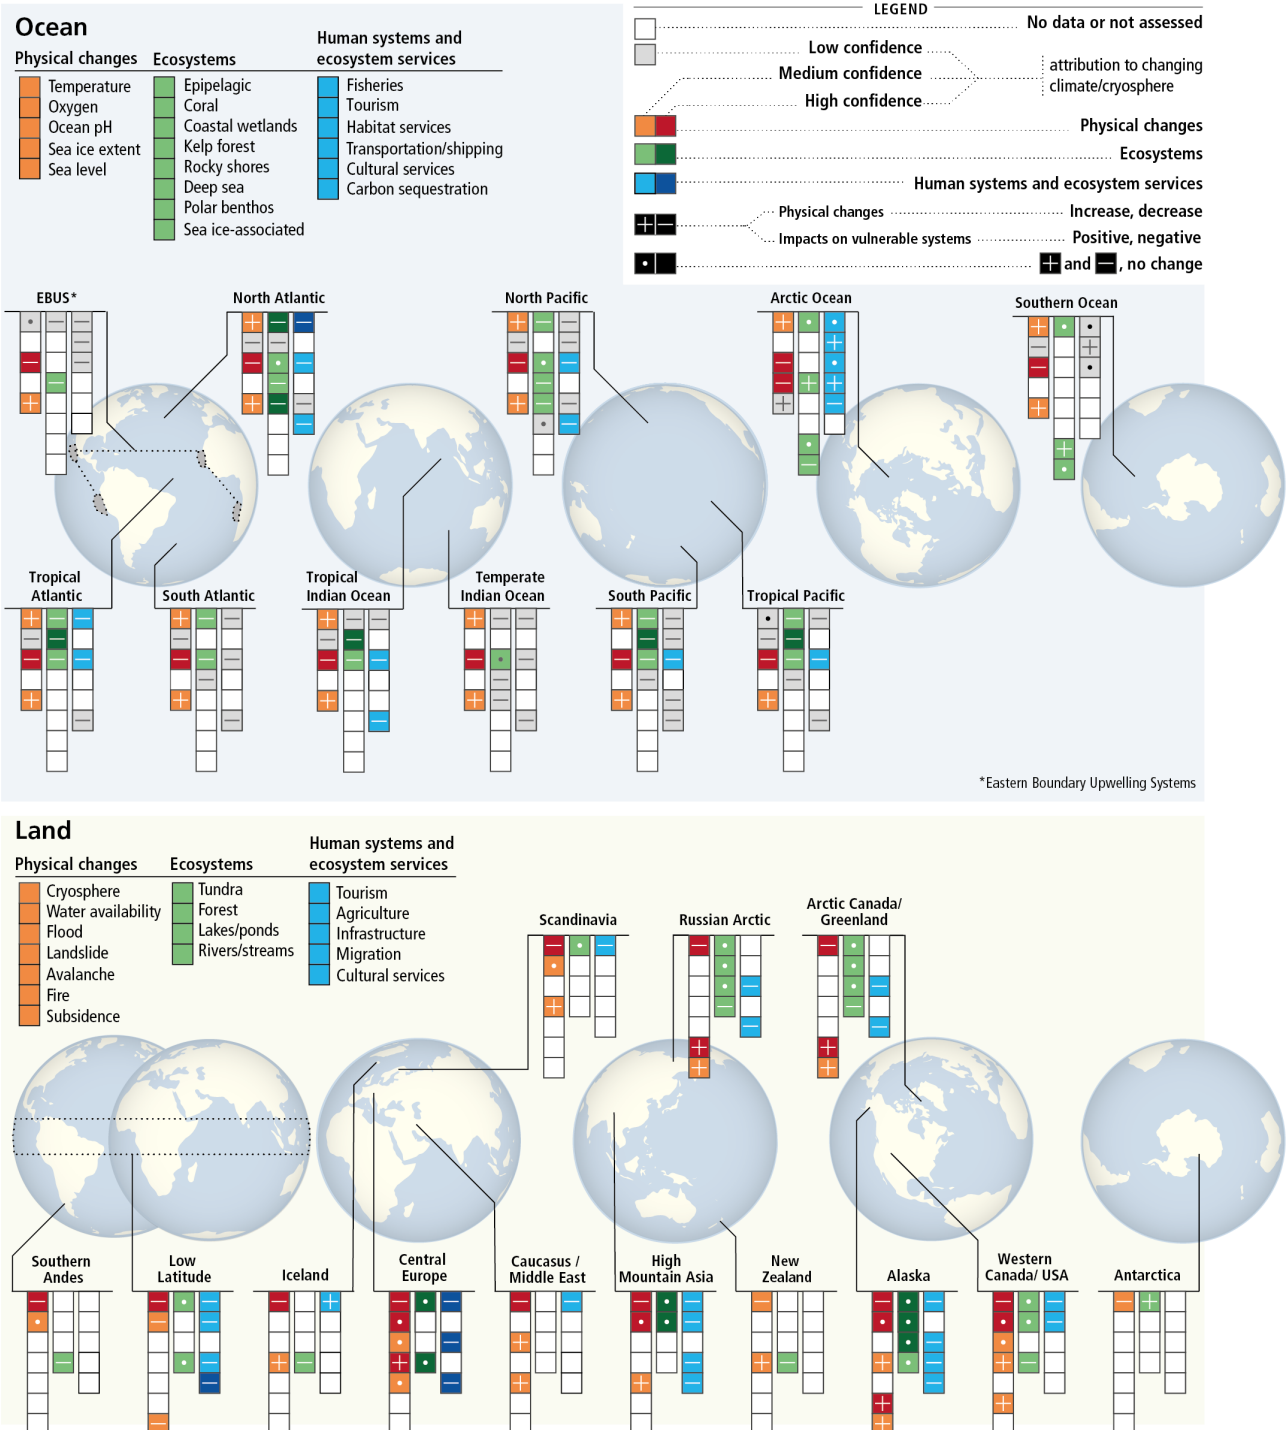 Ocean
Physical changes
Temperature
Oxygen
Ocean pH
Sea ice extent
Sea level
Ecosystems
Epipelagic
Coral
Coastal wetlands
Kelp forest
Rocky shores
Deep sea
Polar benthos
Sea ice-associated
Human systems and
ecosystem services
Fisheries
Tourism
Habitat services
Transportation/shipping
Cultural services
Carbon sequestration
LEGEND
No data or not assessed
Low confidence
Medium confidence
High confidence
attribution to changing
climate/cryosphere
Physical changes
Ecosystems
Human systems and ecosystem services
Physical changes
Increase, decrease
Impacts on vulnerable systems
Positive, negative
and , no change
EBUS*
North Atlantic
North Pacific
Arctic Ocean
Southern Ocean
Tropical
Atlantic
South Atlantic
Tropical
Indian Ocean
Temperate
Indian Ocean
South Pacific
Tropical Pacific
*Eastern Boundary Upwelling Systems
Land
Physical changes
Cryosphere
Water availability
Flood
Landslide
Avalanche
Fire
Subsidence
Ecosystems
Tundra
Forest
Lakes/ponds
Rivers/streams
Human systems and
ecosystem services
Tourism
Agriculture
Infrastructure
Migration
Cultural services
Scandinavia
Russian Arctic
Arctic Canada/
Greenland
Southern
Andes
Low
Latitude
Iceland
Central
Europe
Caucasus /
Middle East
High
Mountain Asia
New
Zealand
Alaska
Western
Canada/ USA
Antarctica